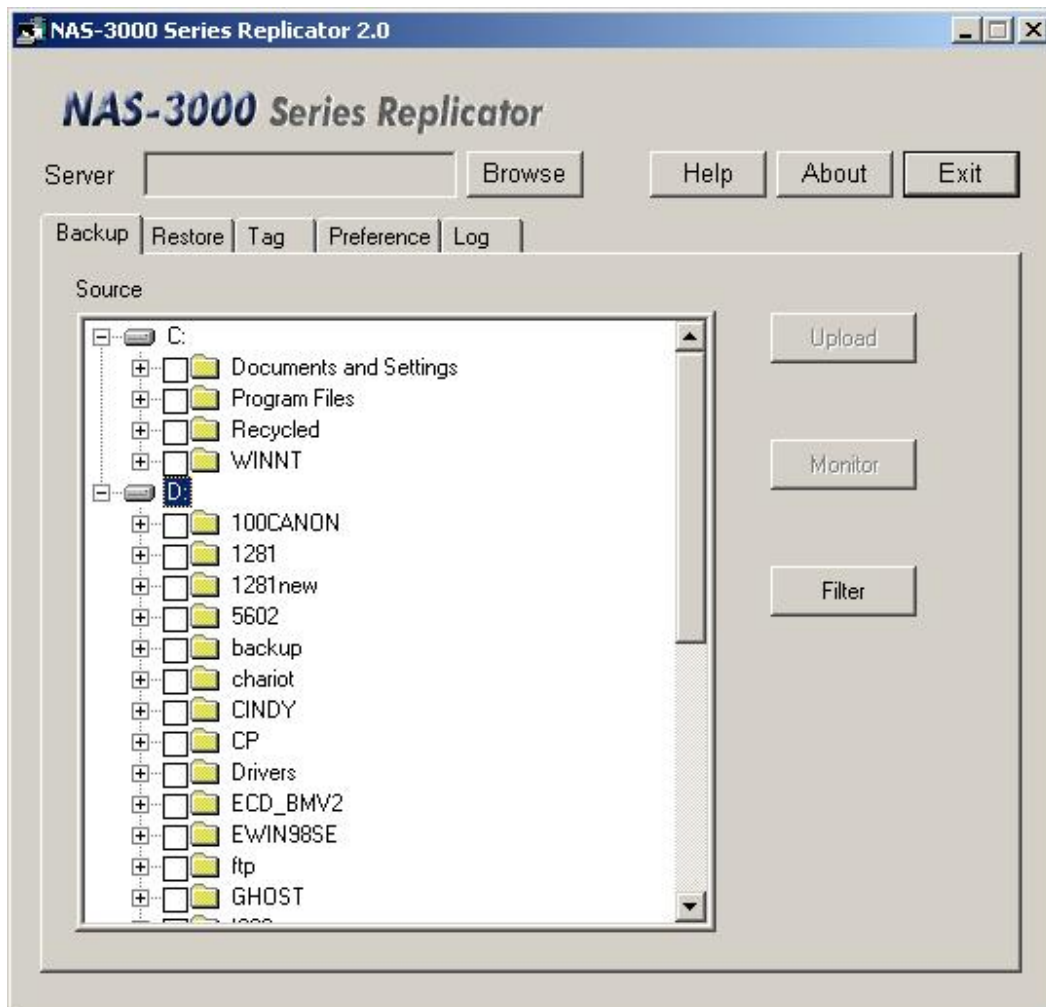 NAS-3000 Series Replicator 2.0
NAS-3000 Series Replicator
Server Browse Help About Exit
Backup Restore Tag Preference Log
Source
C:
Upload
Documents and Settings
Program Files
Recycled
WINNT
Monitor
D:
100CANON
1281
1281new
Filter
5602
backup
chariot
CINDY
CP
Drivers
ECD_BMV2
EWIN98SE
ftp
GHOST